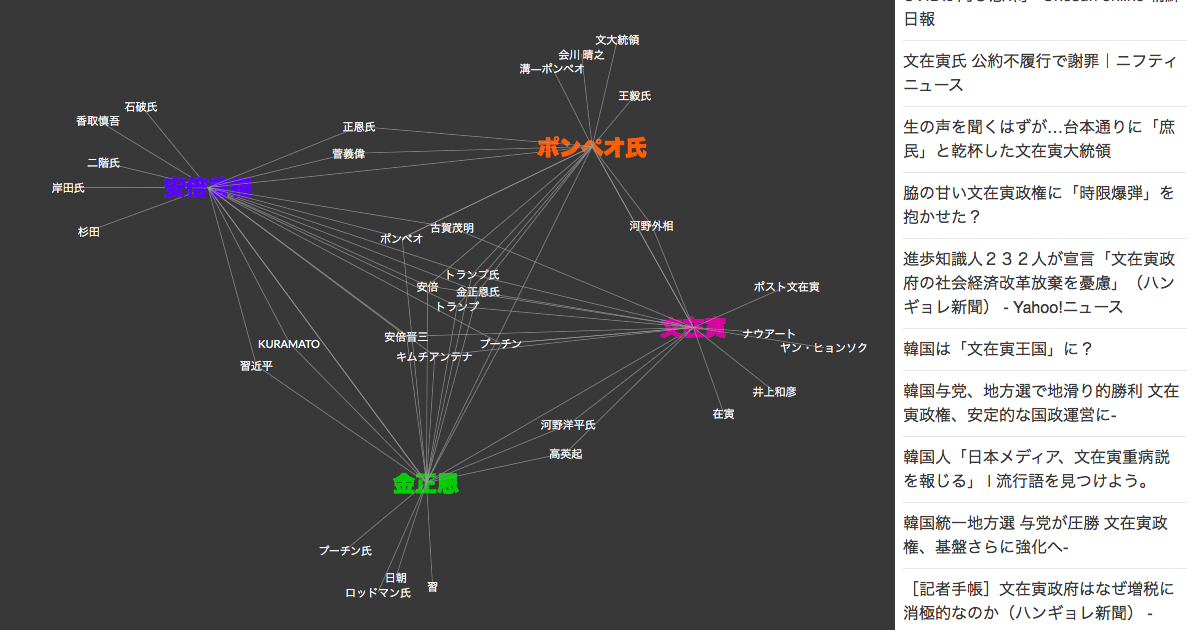 文大統領
会川 晴之
溝―ポンペオ
王毅氏
石破氏
香取慎吾
正恩氏
菅義偉
ポンペオ氏
二階氏
岸田氏
杉田
古賀茂明
ポンペオ
河野外相
トランプ氏
安倍
金正恩氏
トランプ
ポスト文在寅
文在寅
ナウアート
ヤン・ヒョンソク
安倍晋三
プーチン
キムチアンテナ
KURAMATO
習近平
井上和彦
在寅
河野洋平氏
高英起
金正恩
プーチン氏
日朝
ロッドマン氏
習
日報
文在寅氏 公約不履行で謝罪｜ニフティ
ニュース
生の声を聞くはずが…台本通りに「庶
民」と乾杯した文在寅大統領
脇の甘い文在寅政権に「時限爆弾」を
抱かせた？
進歩知識人２３２人が宣言「文在寅政
府の社会経済改革放棄を憂慮」（ハン
ギョレ新聞） - Yahoo!ニュース
韓国は「文在寅王国」に？
韓国与党、地方選で地滑り的勝利 文在
寅政権、安定的な国政運営に-
韓国人「日本メディア、文在寅重病説
を報じる」 | 流行語を見つけよう。
韓国統一地方選 与党が圧勝 文在寅政
権、基盤さらに強化へ-
［記者手帳］文在寅政府はなぜ増税に
消極的なのか（ハンギョレ新聞） -